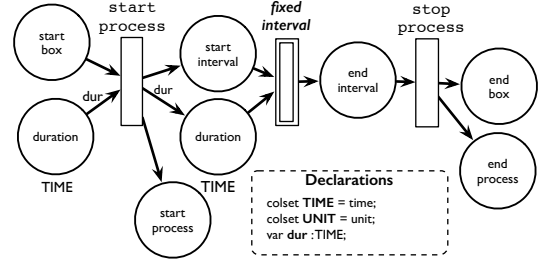 start
process
fixed
interval
stop
process
start
box
start
interval
end
interval
end
box
dur
dur
duration
duration
TIME
TIME
start
process
end
process
Declarations
colset TIME = time;
colset UNIT = unit;
var dur :TIME;